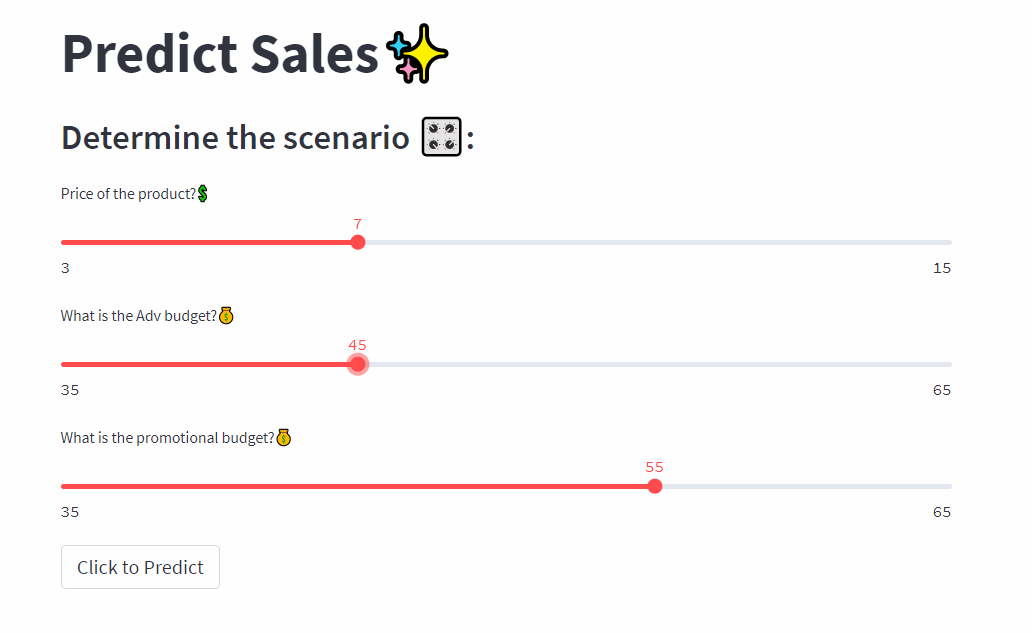 Predict Sales✨
Determine the scenario 🎛️:
Price of the product?💲
7
3 15
What is the Adv budget?💰
45
35 65
What is the promotional budget?💰
55
35 65
Click to Predict